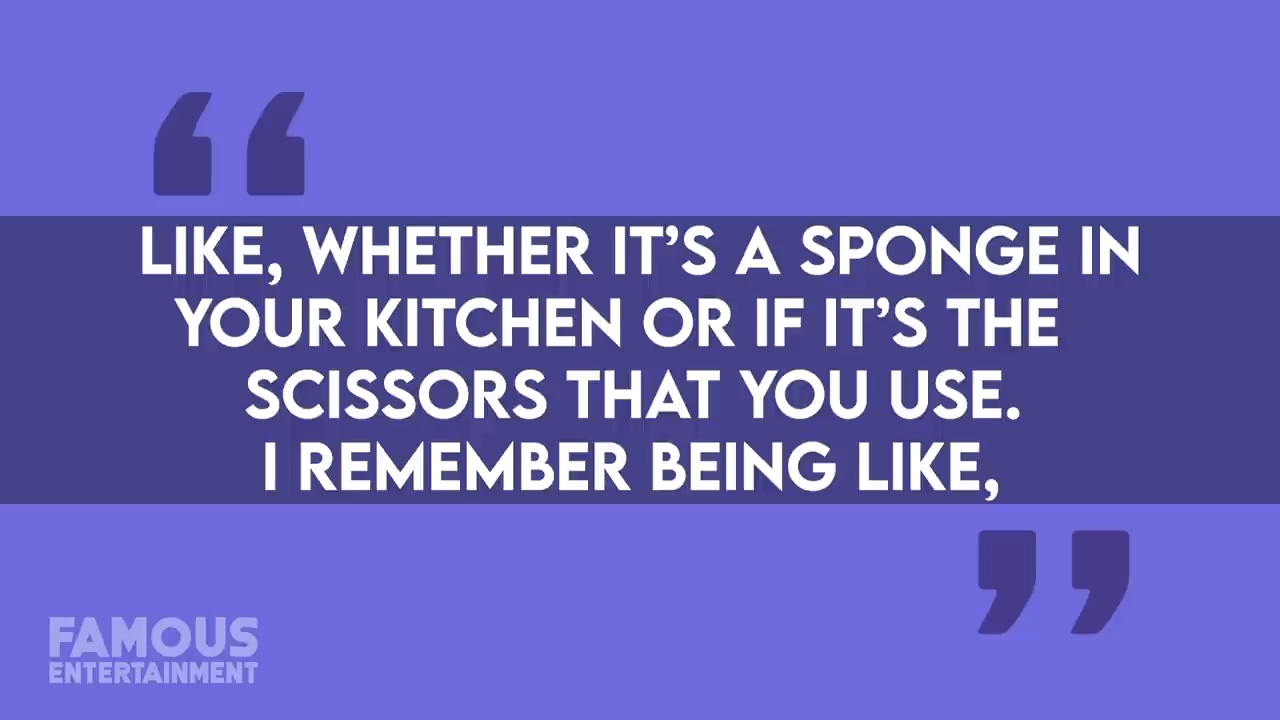 LIKE, WHETHER IT’S A SPONGE IN
YOUR KITCHEN OR IF IT’S THE
SCISSORS THAT YOU USE.
I REMEMBER BEING LIKE,
FAMOUS
ENTERTAINMENT